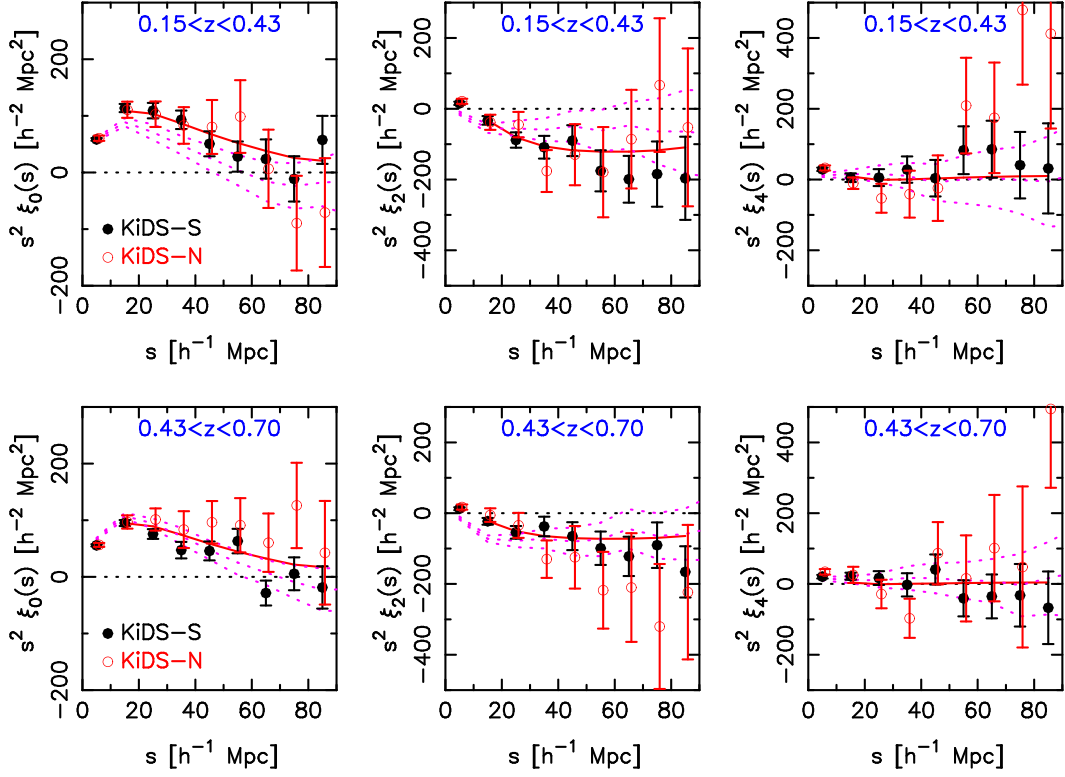 0.15<z<0.43
s² ξ₀(s) [h⁻² Mpc²]
200
0
−200
KiDS−S
KiDS−N
0 20 40 60 80
s [h⁻¹ Mpc]
0.15<z<0.43
s² ξ₂(s) [h⁻² Mpc²]
200
0
−200
−400
0 20 40 60 80
s [h⁻¹ Mpc]
0.15<z<0.43
s² ξ₄(s) [h⁻² Mpc²]
400
200
0
−200
0 20 40 60 80
s [h⁻¹ Mpc]
0.43<z<0.70
s² ξ₀(s) [h⁻² Mpc²]
200
0
−200
KiDS−S
KiDS−N
0 20 40 60 80
s [h⁻¹ Mpc]
0.43<z<0.70
s² ξ₂(s) [h⁻² Mpc²]
200
0
−200
−400
0 20 40 60 80
s [h⁻¹ Mpc]
0.43<z<0.70
s² ξ₄(s) [h⁻² Mpc²]
400
200
0
−200
0 20 40 60 80
s [h⁻¹ Mpc]